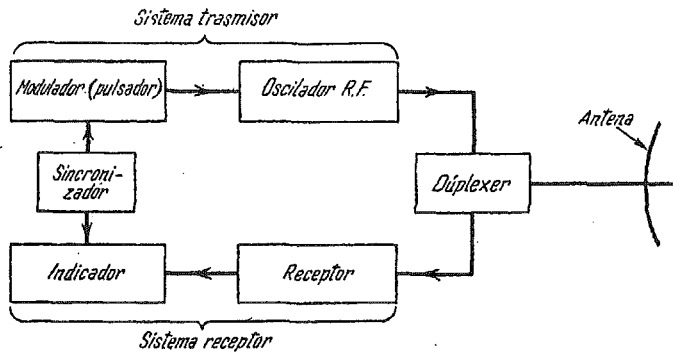 Sistema trasmisor
Modulador (pulsador)
Oscilador R.F.
Antena
Sincroni-
zador
Dúplexer
Indicador
Receptor
Sistema receptor